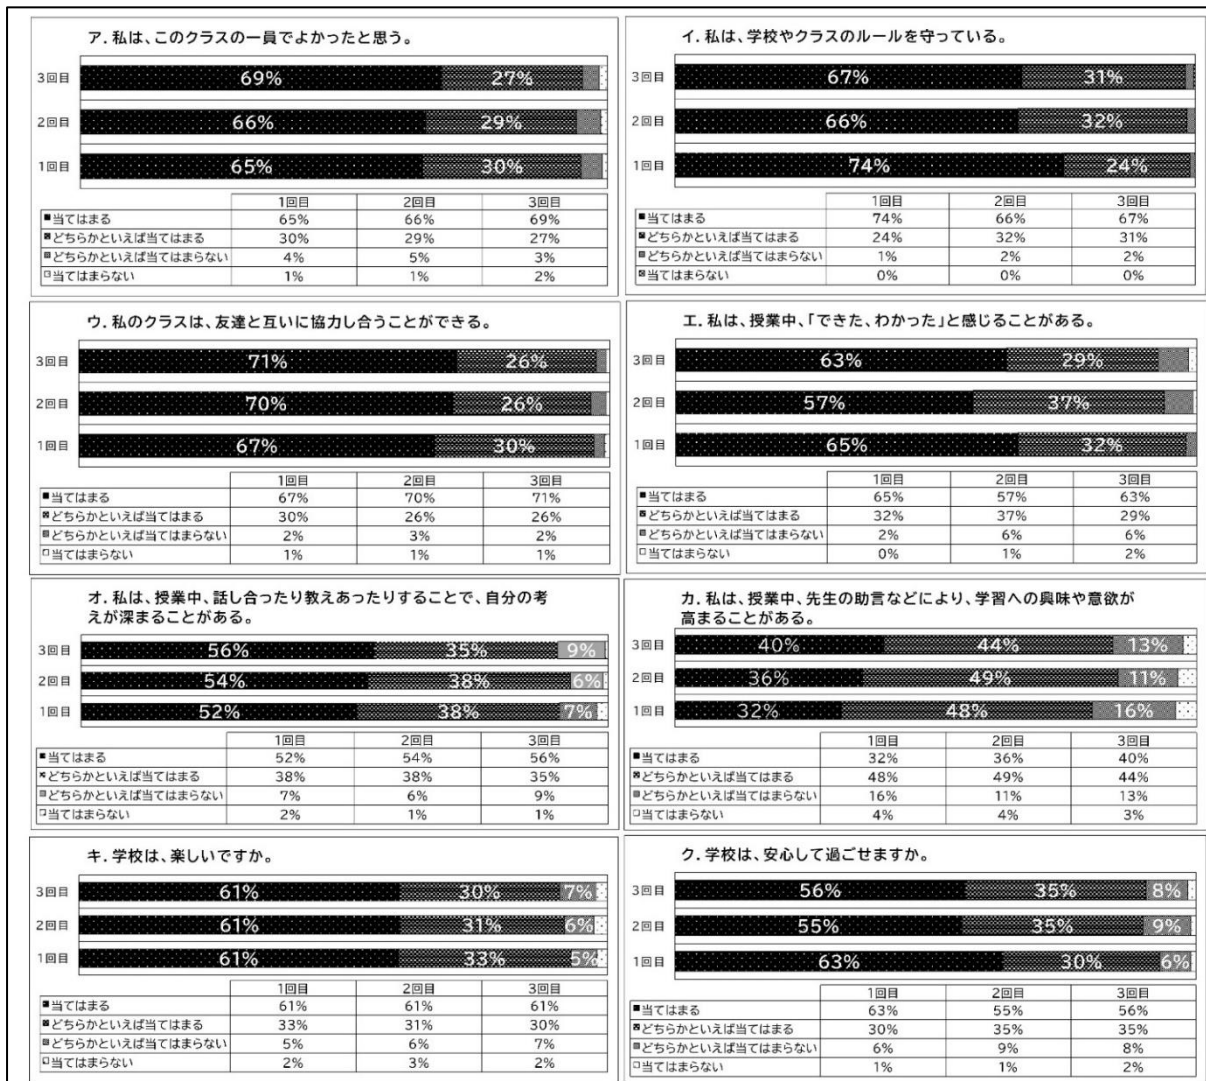 ア．私は、このクラスの一員でよかったと思う。
3回目 69% 27%
2回目 66% 29%
1回目 65% 30%
1回目 2回目 3回目
当てはまる 65% 66% 69%
どちらかといえば当てはまる 30% 29% 27%
どちらかといえば当てはまらない 4% 5% 3%
当てはまらない 1% 1% 2%
イ．私は、学校やクラスのルールを守っている。
3回目 67% 31%
2回目 66% 32%
1回目 74% 24%
1回目 2回目 3回目
当てはまる 74% 66% 67%
どちらかといえば当てはまる 24% 32% 31%
どちらかといえば当てはまらない 1% 2% 2%
当てはまらない 0% 0% 0%
ウ．私のクラスは、友達と互いに協力し合うことができる。
3回目 71% 26%
2回目 70% 26%
1回目 67% 30%
1回目 2回目 3回目
当てはまる 67% 70% 71%
どちらかといえば当てはまる 30% 26% 26%
どちらかといえば当てはまらない 2% 3% 2%
当てはまらない 1% 1% 1%
エ．私は、授業中、「できた、わかった」と感じることがある。
3回目 63% 29%
2回目 57% 37%
1回目 65% 32%
1回目 2回目 3回目
当てはまる 65% 57% 63%
どちらかといえば当てはまる 32% 37% 29%
どちらかといえば当てはまらない 2% 6% 6%
当てはまらない 0% 1% 2%
オ．私は、授業中、話し合ったり教えあったりすることで、自分の考
えが深まることがある。
3回目 56% 35% 9%
2回目 54% 38% 6%
1回目 52% 38% 7%
1回目 2回目 3回目
当てはまる 52% 54% 56%
どちらかといえば当てはまる 38% 38% 35%
どちらかといえば当てはまらない 7% 6% 9%
当てはまらない 2% 1% 1%
カ．私は、授業中、先生の助言などにより、学習への興味や意欲が
高まることがある。
3回目 40% 44% 13%
2回目 36% 49% 11%
1回目 32% 48% 16%
1回目 2回目 3回目
当てはまる 32% 36% 40%
どちらかといえば当てはまる 48% 49% 44%
どちらかといえば当てはまらない 16% 11% 13%
当てはまらない 4% 4% 3%
キ．学校は、楽しいですか。
3回目 61% 30% 7%
2回目 61% 31% 6%
1回目 61% 33% 5%
1回目 2回目 3回目
当てはまる 61% 61% 61%
どちらかといえば当てはまる 33% 31% 30%
どちらかといえば当てはまらない 5% 6% 7%
当てはまらない 2% 3% 2%
ク．学校は、安心して過ごせますか。
3回目 56% 35% 8%
2回目 55% 35% 9%
1回目 63% 30% 6%
1回目 2回目 3回目
当てはまる 63% 55% 56%
どちらかといえば当てはまる 30% 35% 35%
どちらかといえば当てはまらない 6% 9% 8%
当てはまらない 1% 1% 2%